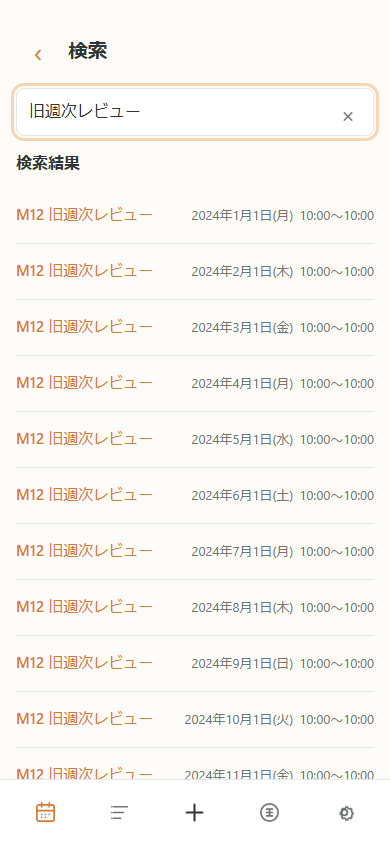 検索
旧週次レビュー
検索結果
M12 旧週次レビュー 2024年1月1日(月) 10:00～10:00
M12 旧週次レビュー 2024年2月1日(木) 10:00～10:00
M12 旧週次レビュー 2024年3月1日(金) 10:00～10:00
M12 旧週次レビュー 2024年4月1日(月) 10:00～10:00
M12 旧週次レビュー 2024年5月1日(水) 10:00～10:00
M12 旧週次レビュー 2024年6月1日(土) 10:00～10:00
M12 旧週次レビュー 2024年7月1日(月) 10:00～10:00
M12 旧週次レビュー 2024年8月1日(木) 10:00～10:00
M12 旧週次レビュー 2024年9月1日(日) 10:00～10:00
M12 旧週次レビュー 2024年10月1日(火) 10:00～10:00
M12 旧週次レビュー 2024年11月1日(金) 10:00～10:00